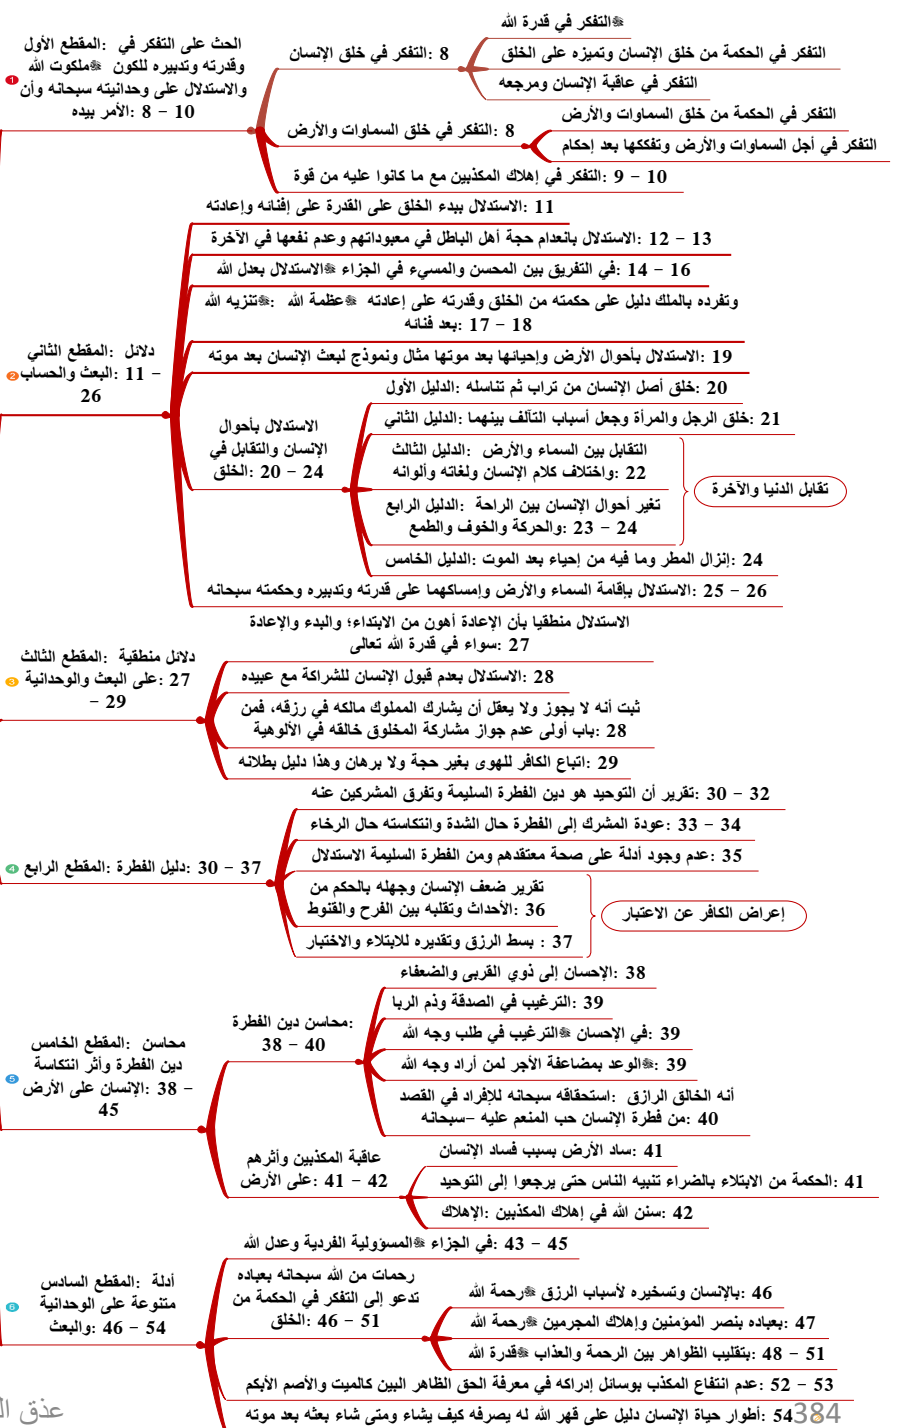 الحث على التفكر في :المقطع الأول
وقدرته وتدبيره للكون ﷻملكوت الله
والاستدلال على وحدانيته سبحانه وأن
10 – 8 :الأمر بيده
8 :التفكر في خلق الإنسان
ﷻالتفكر في قدرة الله
التفكر في الحكمة من خلق الإنسان وتميزه على الخلق
التفكر في عاقبة الإنسان ومرجعه
8 :التفكر في خلق السماوات والأرض
التفكر في الحكمة من خلق السماوات والأرض
التفكر في أجل السماوات والأرض وتفككها بعد إحكام
10 – 9 :التفكر في إهلاك المكذبين مع ما كانوا عليه من قوة
دلائل :المقطع الثاني
– 11 :البعث والحساب
26
11 :الاستدلال ببدء الخلق على القدرة على إفنائه وإعادته
13 – 12 :الاستدلال بانعدام حجة أهل الباطل في معبوداتهم وعدم نفعها في الآخرة
16 – 14 :في التفريق بين المحسن والمسيء في الجزاء ﷻالاستدلال بعدل الله
وتفرده بالملك دليل على حكمته من الخلق وقدرته على إعادته ﷻعظمة الله :ﷻتنزيه الله
18 – 17 :بعد فنائه
19 :الاستدلال بأحوال الأرض وإحيائها بعد موتها مثال ونموذج لبعث الإنسان بعد موته
الاستدلال بأحوال
الإنسان والتقابل في
24 – 20 :الخلق
20 :خلق أصل الإنسان من تراب ثم تناسله :الدليل الأول
21 :خلق الرجل والمرأة وجعل أسباب التآلف بينهما :الدليل الثاني
التقابل بين السماء والأرض :الدليل الثالث
22 :واختلاف كلام الإنسان ولغاته وألوانه
تغير أحوال الإنسان بين الراحة :الدليل الرابع
24 – 23 :والحركة والخوف والطمع
تقابل الدنيا والآخرة
24 :إنزال المطر وما فيه من إحياء بعد الموت :الدليل الخامس
26 – 25 :الاستدلال بإقامة السماء والأرض وإمساكهما على قدرته وتدبيره وحكمته سبحانه
دلائل منطقية :المقطع الثالث
27 :على البعث والوحدانية
29 –
الاستدلال منطقيا بأن الإعادة أهون من الابتداء؛ والبدء والإعادة
27 :سواء في قدرة الله تعالى
28 :الاستدلال بعدم قبول الإنسان للشراكة مع عبيده
ثبت أنه لا يجوز ولا يعقل أن يشارك المملوك مالكه في رزقه، فمن
28 :باب أولى عدم جواز مشاركة المخلوق خالقه في الألوهية
29 :اتباع الكافر للهوى بغير حجة ولا برهان وهذا دليل بطلانه
37 – 30 :دليل الفطرة :المقطع الرابع
32 – 30 :تقرير أن التوحيد هو دين الفطرة السليمة وتفرق المشركين عنه
34 – 33 :عودة المشرك إلى الفطرة حال الشدة وانتكاسته حال الرخاء
35 :عدم وجود أدلة على صحة معتقدهم ومن الفطرة السليمة الاستدلال
تقرير ضعف الإنسان وجهله بالحكم من
36 :الأحداث وتقلبه بين الفرح والقنوط
37 : بسط الرزق وتقديره للابتلاء والاختبار
إعراض الكافر عن الاعتبار
محاسن :المقطع الخامس
دين الفطرة وأثر انتكاسة
– 38 :الإنسان على الأرض
45
:محاسن دين الفطرة
40 – 38
38 :الإحسان إلى ذوي القربى والضعفاء
39 :الترغيب في الصدقة وذم الربا
39 :في الإحسان ﷻالترغيب في طلب وجه الله
39 :ﷻالوعد بمضاعفة الأجر لمن أراد وجه الله
أنه الخالق الرازق :استحقاقه سبحانه للإفراد في القصد
40 :من فطرة الإنسان حب المنعم عليه –سبحانه
عاقبة المكذبين وأثرهم
42 – 41 :على الأرض
41 :ساد الأرض بسبب فساد الإنسان
41 :الحكمة من الابتلاء بالضراء تنبيه الناس حتى يرجعوا إلى التوحيد
42 :سنن الله في إهلاك المكذبين :الإهلاك
45 – 43 :في الجزاء ﷻالمسؤولية الفردية وعدل الله
أدلة :المقطع السادس
متنوعة على الوحدانية
54 – 46 :والبعث
رحمات من الله سبحانه بعباده
تدعو إلى التفكر في الحكمة من
51 – 46 :الخلق
46 :بالإنسان وتسخيره لأسباب الرزق ﷻرحمة الله
47 :بعباده بنصر المؤمنين وإهلاك المجرمين ﷻرحمة الله
51 – 48 :بتقليب الظواهر بين الرحمة والعذاب ﷻقدرة الله
53 – 52 :عدم انتفاع المكذب بوسائل إدراكه في معرفة الحق الظاهر البين كالميت والأصم الأبكم
54 :أطوار حياة الإنسان دليل على قهر الله له يصرفه كيف يشاء ومتى شاء بعثه بعد موته
384
عذق